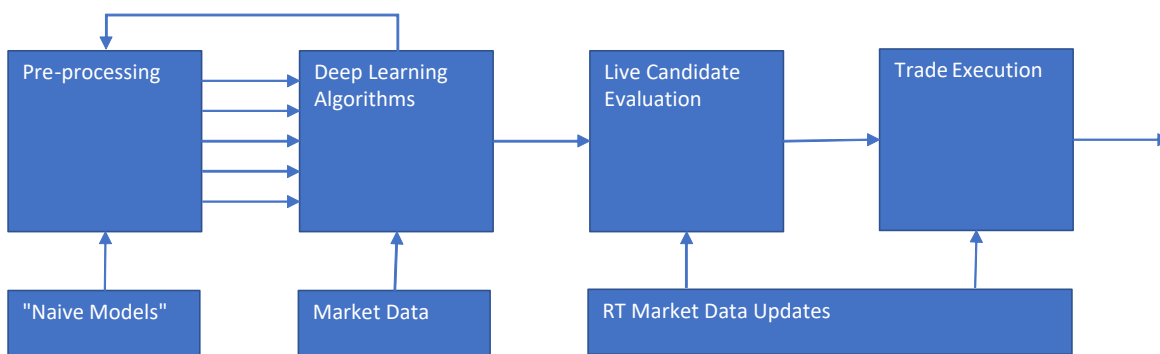 Pre-processing
Deep Learning
Algorithms
Live Candidate
Evaluation
Trade Execution
"Naive Models"
Market Data
RT Market Data Updates